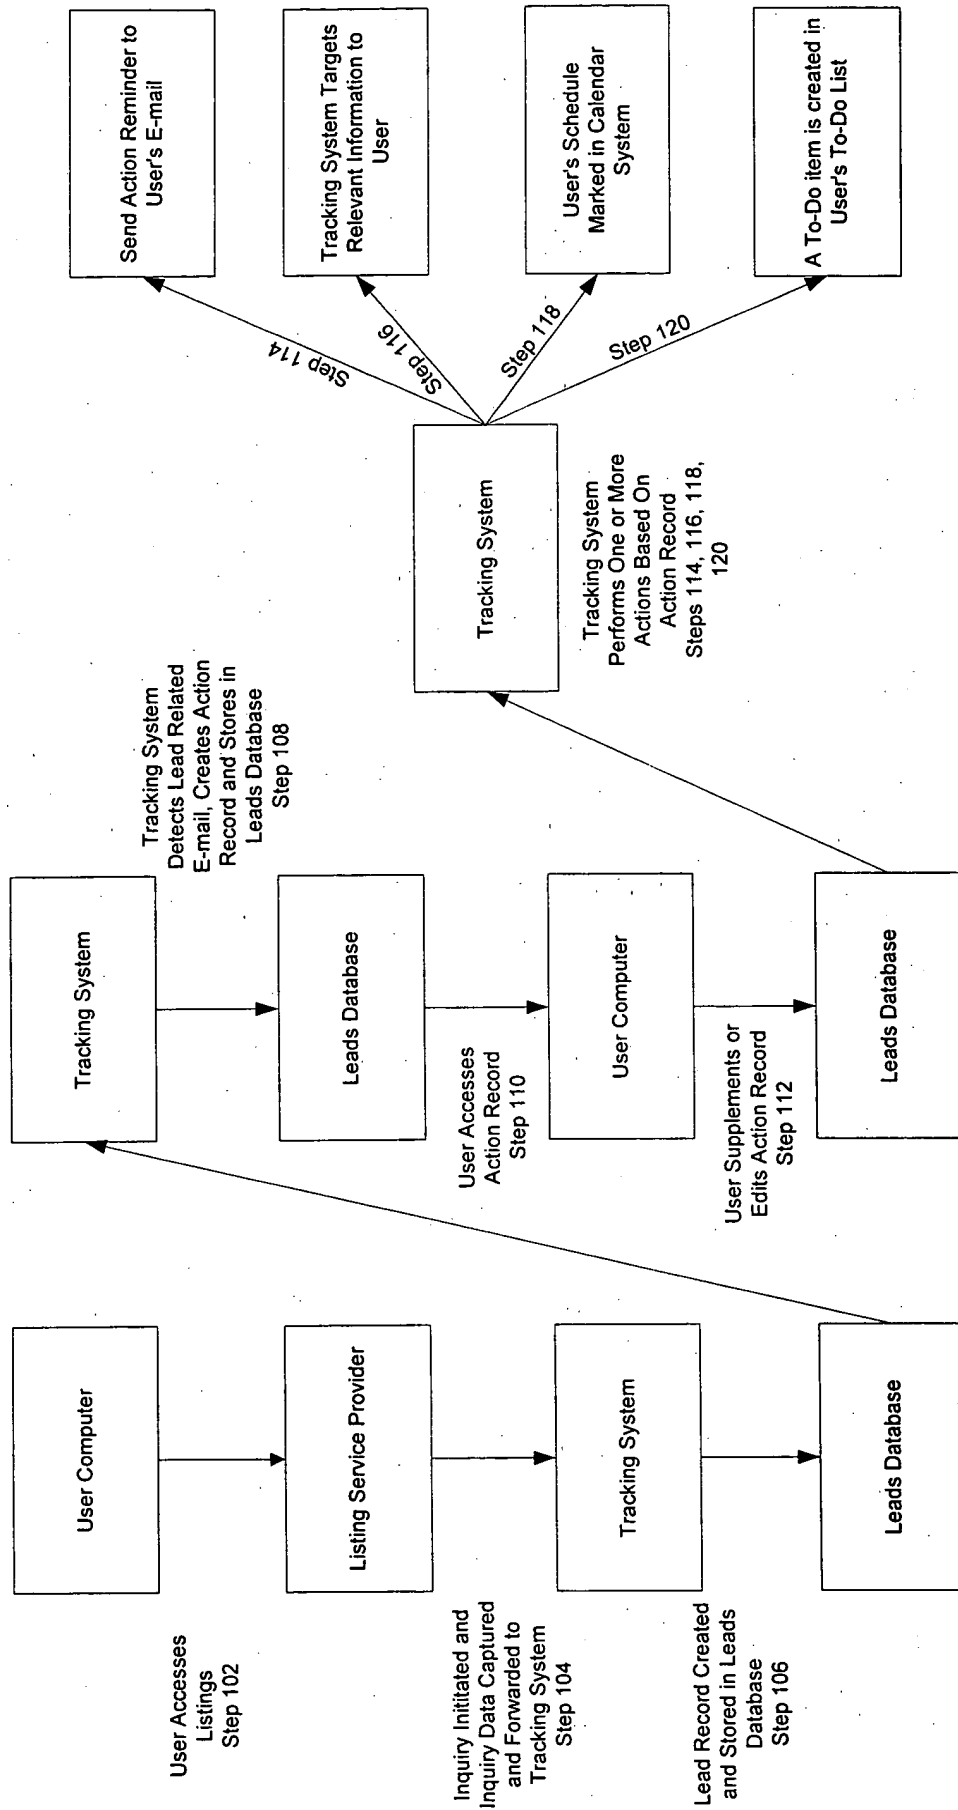 User Computer
User Accesses
Listings
Step 102
Listing Service Provider
Inquiry Inititated and
Inquiry Data Captured
and Forwarded to
Tracking System
Step 104
Tracking System
Lead Record Created
and Stored in Leads
Database
Step 106
Leads Database
Tracking System
Tracking System
Detects Lead Related
E-mail, Creates Action
Record and Stores in
Leads Database
Step 108
Leads Database
User Accesses
Action Record
Step 110
User Computer
User Supplements or
Edits Action Record
Step 112
Leads Database
Tracking System
Tracking System
Performs One or More
Actions Based On
Action Record
Steps 114, 116, 118,
120
Step 114
Send Action Reminder to
User's E-mail
Step 116
Tracking System Targets
Relevant Information to
User
Step 118
User's Schedule
Marked in Calendar
System
Step 120
A To-Do item is created in
User's To-Do List